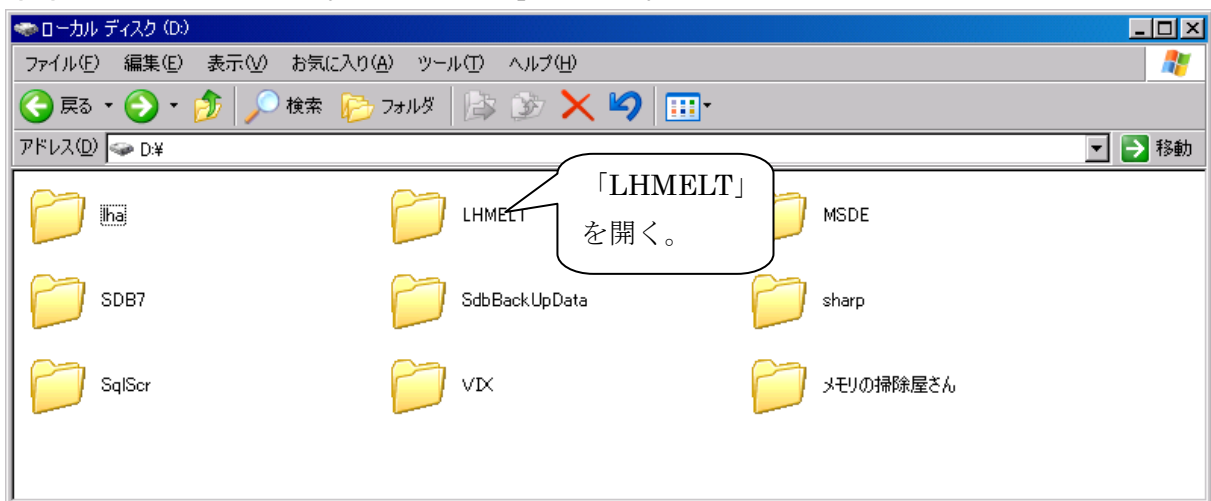 ローカル ディスク (D:)
ファイル(F) 編集(E) 表示(V) お気に入り(A) ツール(T) ヘルプ(H)
戻る 検索 フォルダ
アドレス(D) D:¥ 移動
lha LHMELT MSDE
「LHMELT」
を開く。
SDB7 SdbBackUpData sharp
SqlScr VIX メモリの掃除屋さん